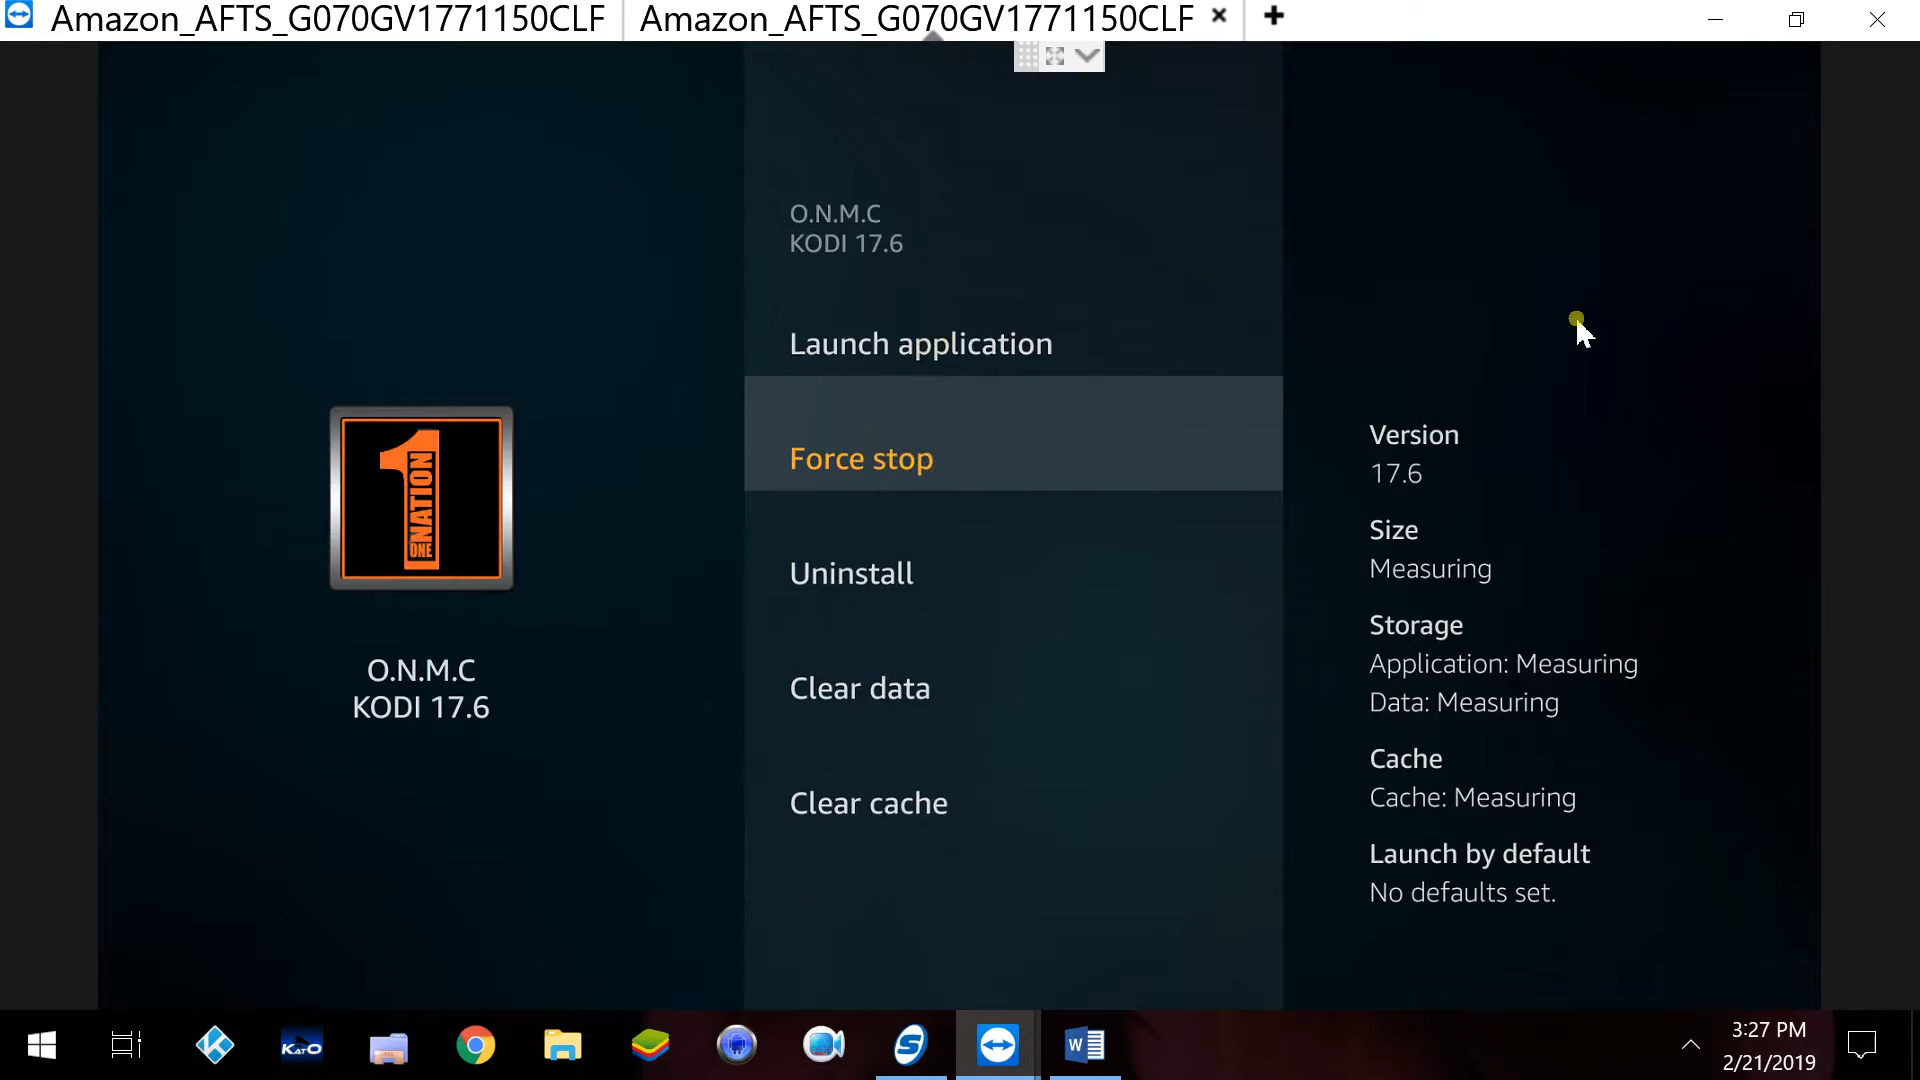 Amazon_AFTS_G070GV1771150CLF
Amazon_AFTS_G070GV1771150CLF
O.N.M.C
KODI 17.6
Launch application
Force stop
Uninstall
Clear data
Clear cache
1
NATION
ONE
O.N.M.C
KODI 17.6
Version
17.6
Size
Measuring
Storage
Application: Measuring
Data: Measuring
Cache
Cache: Measuring
Launch by default
No defaults set.
KATO
S
W
3:27 PM
2/21/2019